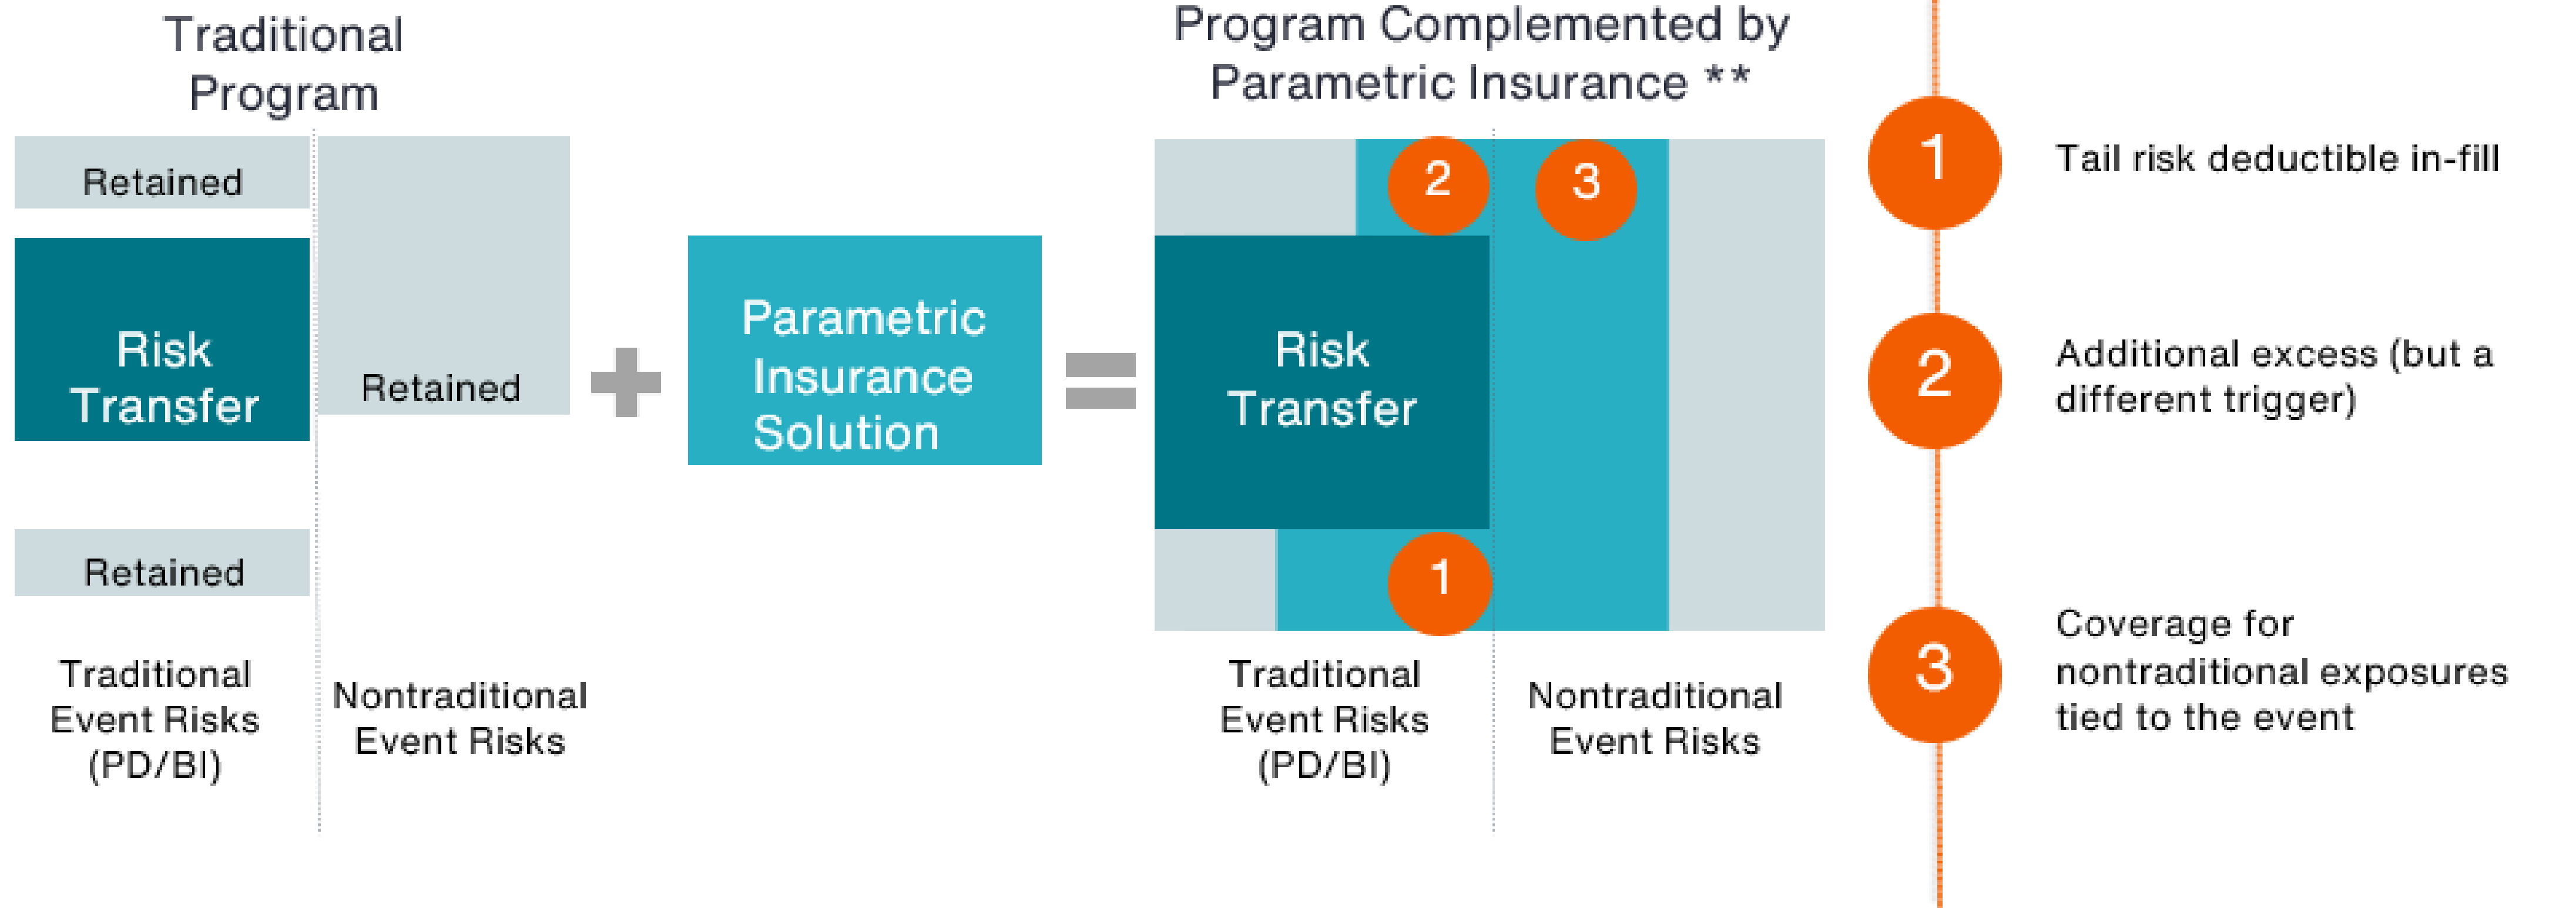 Traditional
Program
Retained
Risk
Transfer
Retained
Retained
Traditional
Event Risks
(PD/BI)
Nontraditional
Event Risks
Parametric
Insurance
Solution
Program Complemented by
Parametric Insurance **
2
3
Risk
Transfer
1
Traditional
Event Risks
(PD/BI)
Nontraditional
Event Risks
1
Tail risk deductible in-fill
2
Additional excess (but a
different trigger)
3
Coverage for
nontraditional exposures
tied to the event